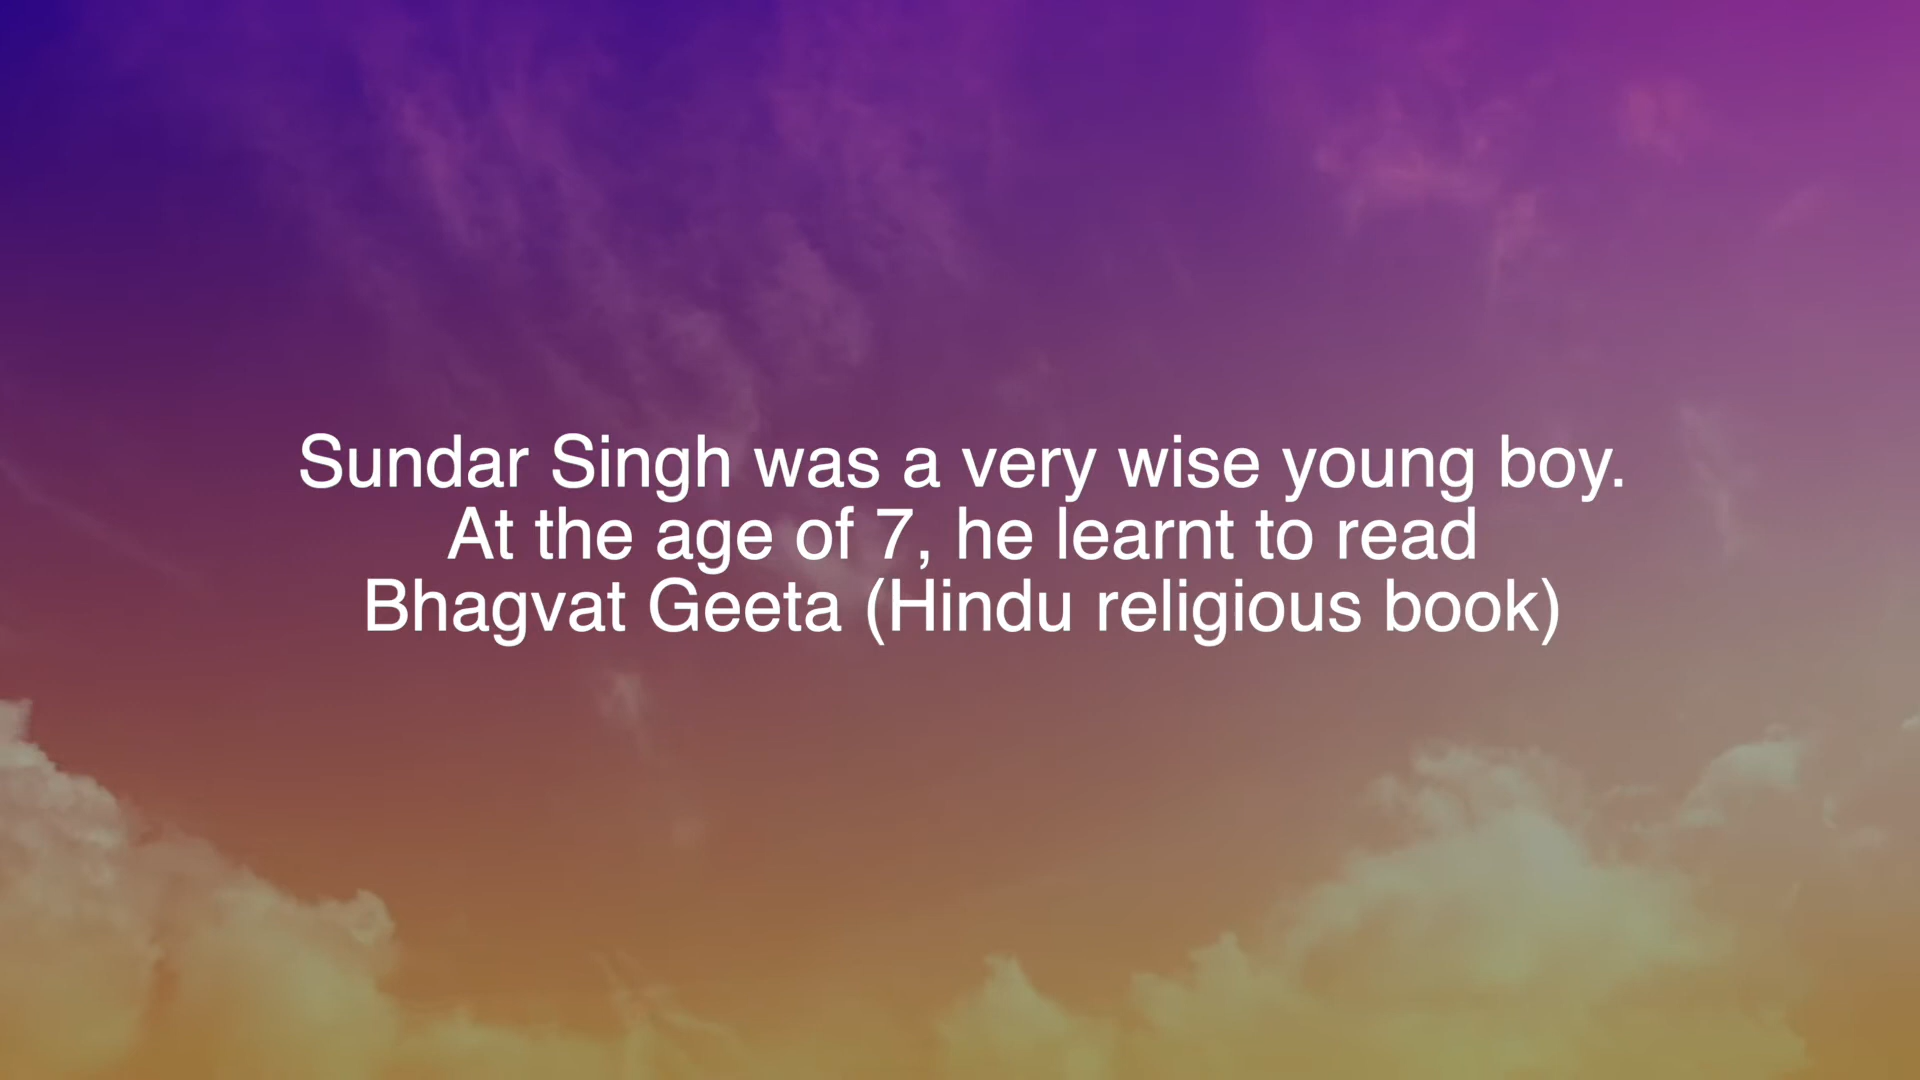 Sundar Singh was a very wise young boy.
At the age of 7, he learnt to read
Bhagvat Geeta (Hindu religious book)